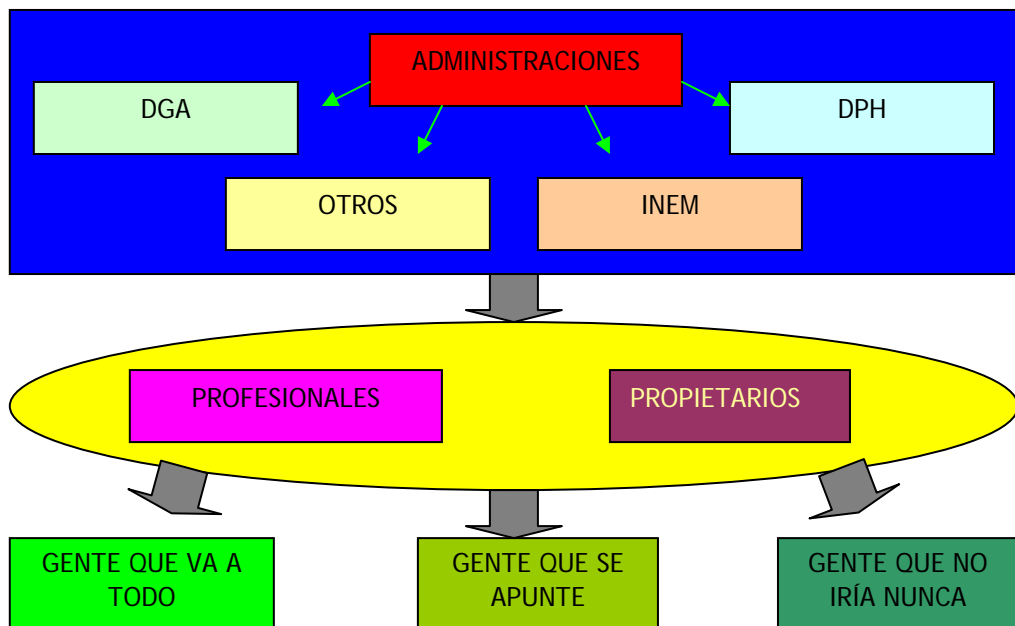 ADMINISTRACIONES
DGA
DPH
OTROS
INEM
PROFESIONALES
PROPIETARIOS
GENTE QUE VA A
TODO
GENTE QUE SE
APUNTE
GENTE QUE NO
IRÍA NUNCA